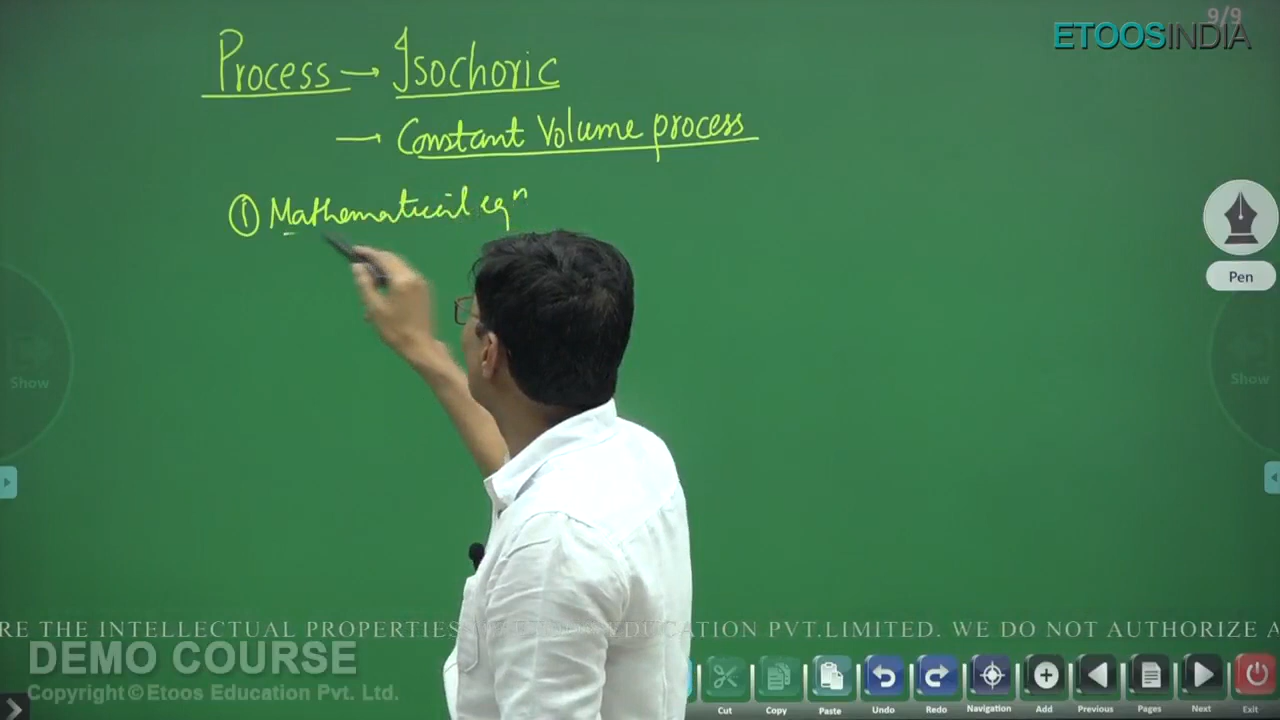 9/9
ETOOSINDIA
Process → Isochoric
→ Constant Volume process
① Mathematical eqⁿ
Pen
Show
Show
RE THE INTELLECTUAL PROPERTIES EDUCATION PVT.LIMITED. WE DO NOT AUTHORIZE A
DEMO COURSE
Copyright © Etoos Education Pvt. Ltd.
Cut Copy Paste Undo Redo Navigation Add Previous Pages Next Exit